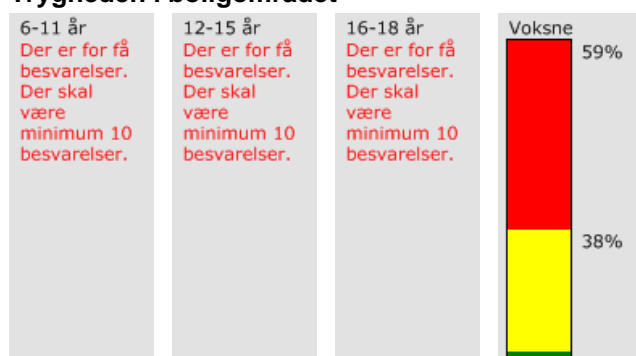 Trygheden i boligområdet
6-11 år
Der er for få
besvarelser.
Der skal
være
minimum 10
besvarelser.
12-15 år
Der er for få
besvarelser.
Der skal
være
minimum 10
besvarelser.
16-18 år
Der er for få
besvarelser.
Der skal
være
minimum 10
besvarelser.
Voksne
59%
38%